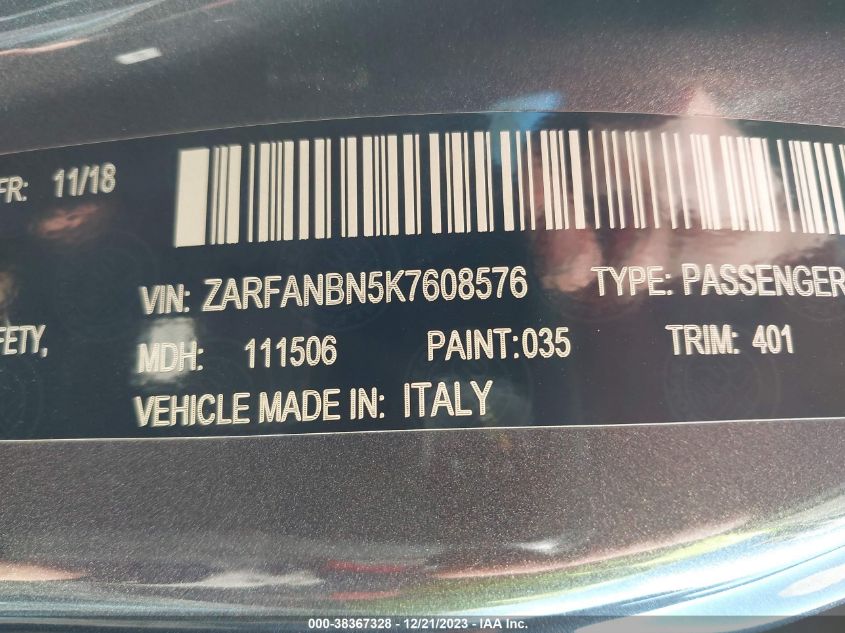 FR: 11/18
VIN: ZARFANBN5K7608576 TYPE: PASSENGER
FETY,
MDH: 111506 PAINT:035 TRIM: 401
VEHICLE MADE IN: ITALY
000-38367328 - 12/21/2023 - IAA Inc.